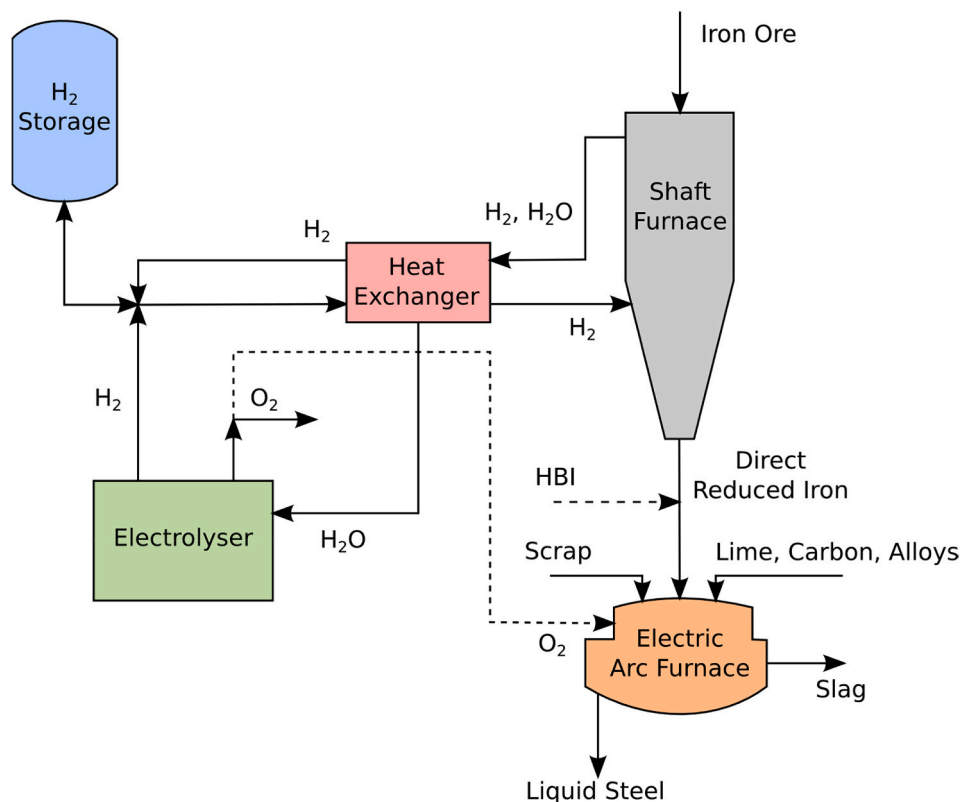 Iron Ore
H₂
Storage
Shaft
Furnace
H₂, H₂O
H₂
Heat
Exchanger
H₂
H₂
O₂
Direct
Reduced Iron
HBI
Electrolyser
H₂O
Scrap
Lime, Carbon, Alloys
O₂
Electric
Arc Furnace
Slag
Liquid Steel